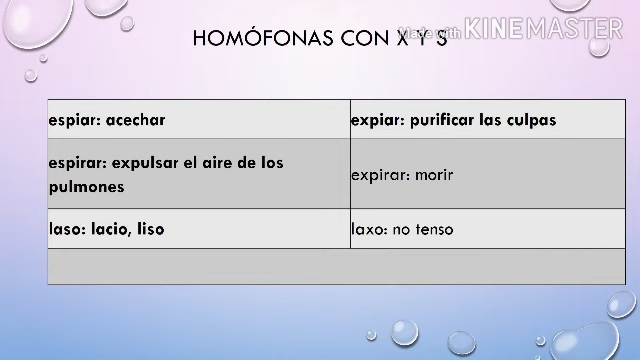 HOMÓFONAS CON X Y S
Made with KINEMASTER
espiar: acechar
expiar: purificar las culpas
espirar: expulsar el aire de los
pulmones
expirar: morir
laso: lacio, liso
laxo: no tenso